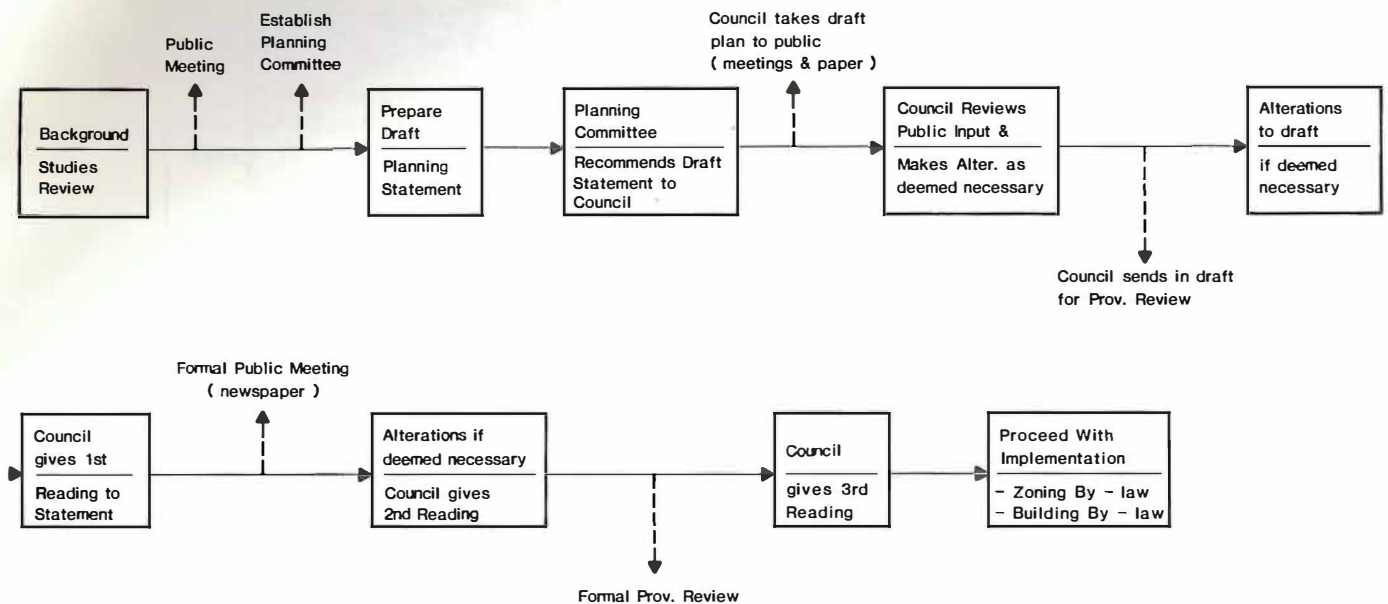 Background
Studies
Review
Public
Meeting
Establish
Planning
Committee
Prepare
Draft
Planning
Statement
Planning
Committee
Recommends Draft
Statement to
Council
Council takes draft
plan to public
( meetings & paper )
Council Reviews
Public Input &
Makes Alter. as
deemed necessary
Council sends in draft
for Prov. Review
Alterations
to draft
if deemed
necessary
Council
gives 1st
Reading to
Statement
Formal Public Meeting
( newspaper )
Alterations if
deemed necessary
Council gives
2nd Reading
Formal Prov. Review
Council
gives 3rd
Reading
Proceed With
Implementation
- Zoning By - law
- Building By - law